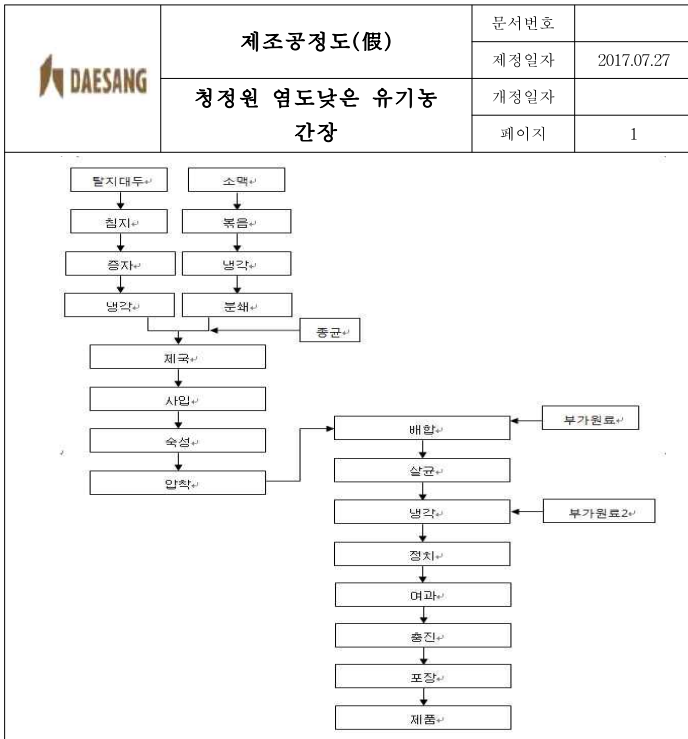 DAESANG
제조공정도(假)
청정원 염도낮은 유기농
간장
문서번호
제정일자 2017.07.27
개정일자
페이지 1
탈지대두 소맥
침지 볶음
증자 냉각
냉각 분쇄
종균
제국
사입
숙성
압착
배합 부가원료
살균
냉각 부가원료2
정치
여과
충진
포장
제품